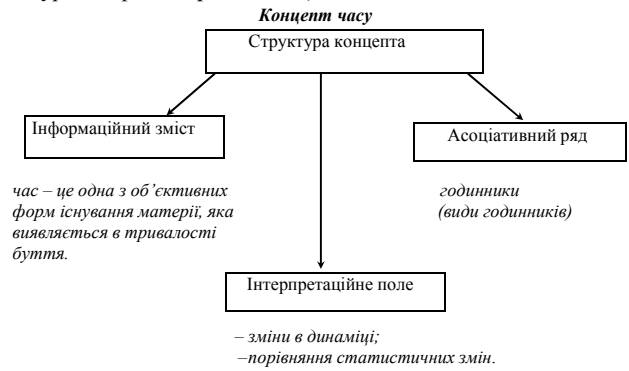 Концепт часу
Структура концепта
Інформаційний зміст
Асоціативний ряд
час – це одна з об’єктивних
форм існування матерії, яка
виявляється в тривалості
буття.
годинники
(види годинників)
Інтерпретаційне поле
– зміни в динаміці;
–порівняння статистичних змін.